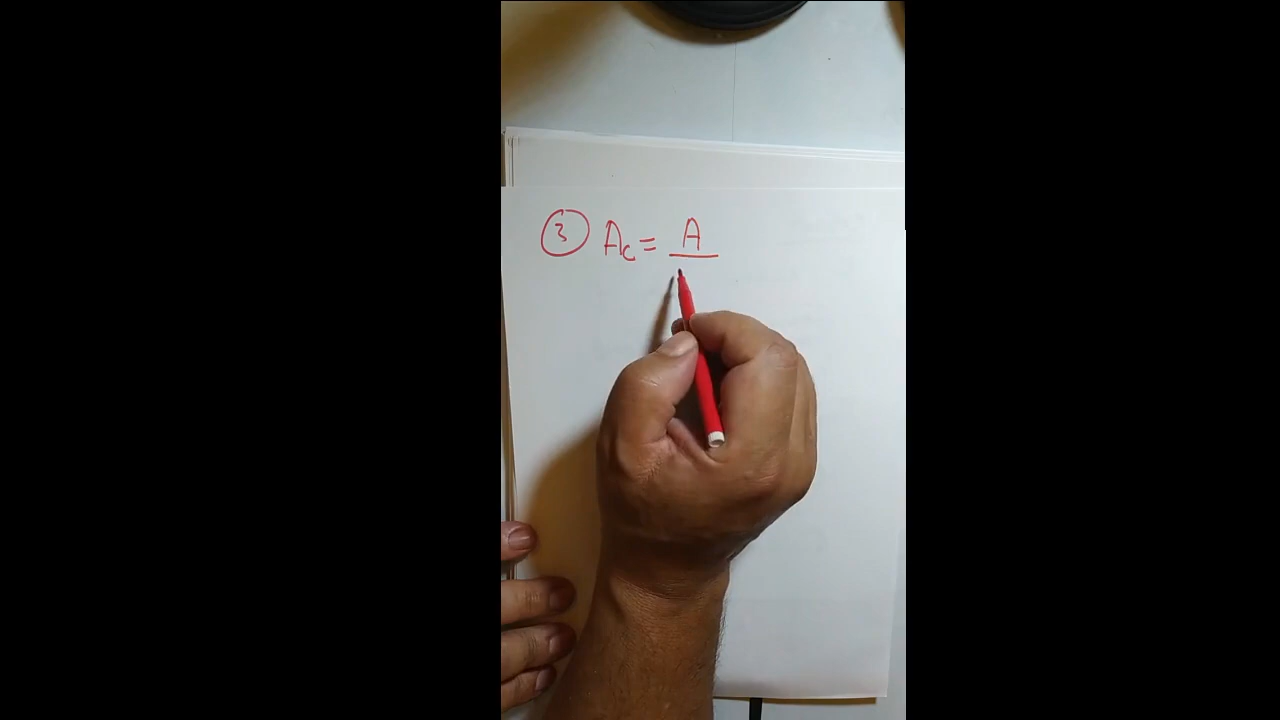 ③ Ac = A